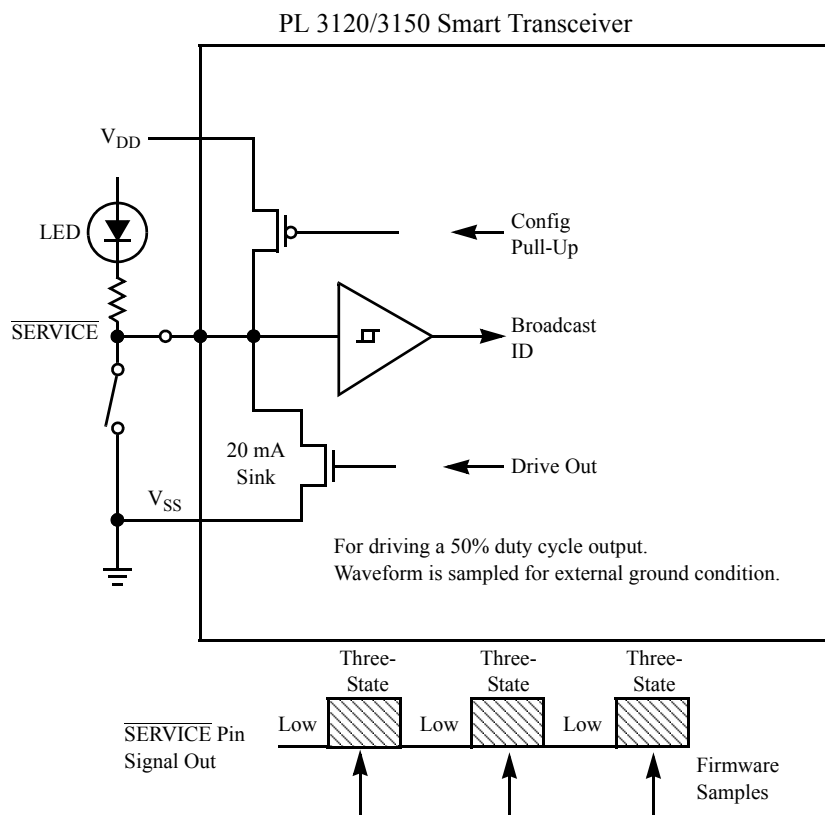 PL 3120/3150 Smart Transceiver
VDD
LED
Config
Pull-Up
SERVICE
Broadcast
ID
20 mA
Sink
Drive Out
VSS
For driving a 50% duty cycle output.
Waveform is sampled for external ground condition.
Three-
State
Three-
State
Three-
State
Low
Low
Low
SERVICE Pin
Signal Out
Firmware
Samples